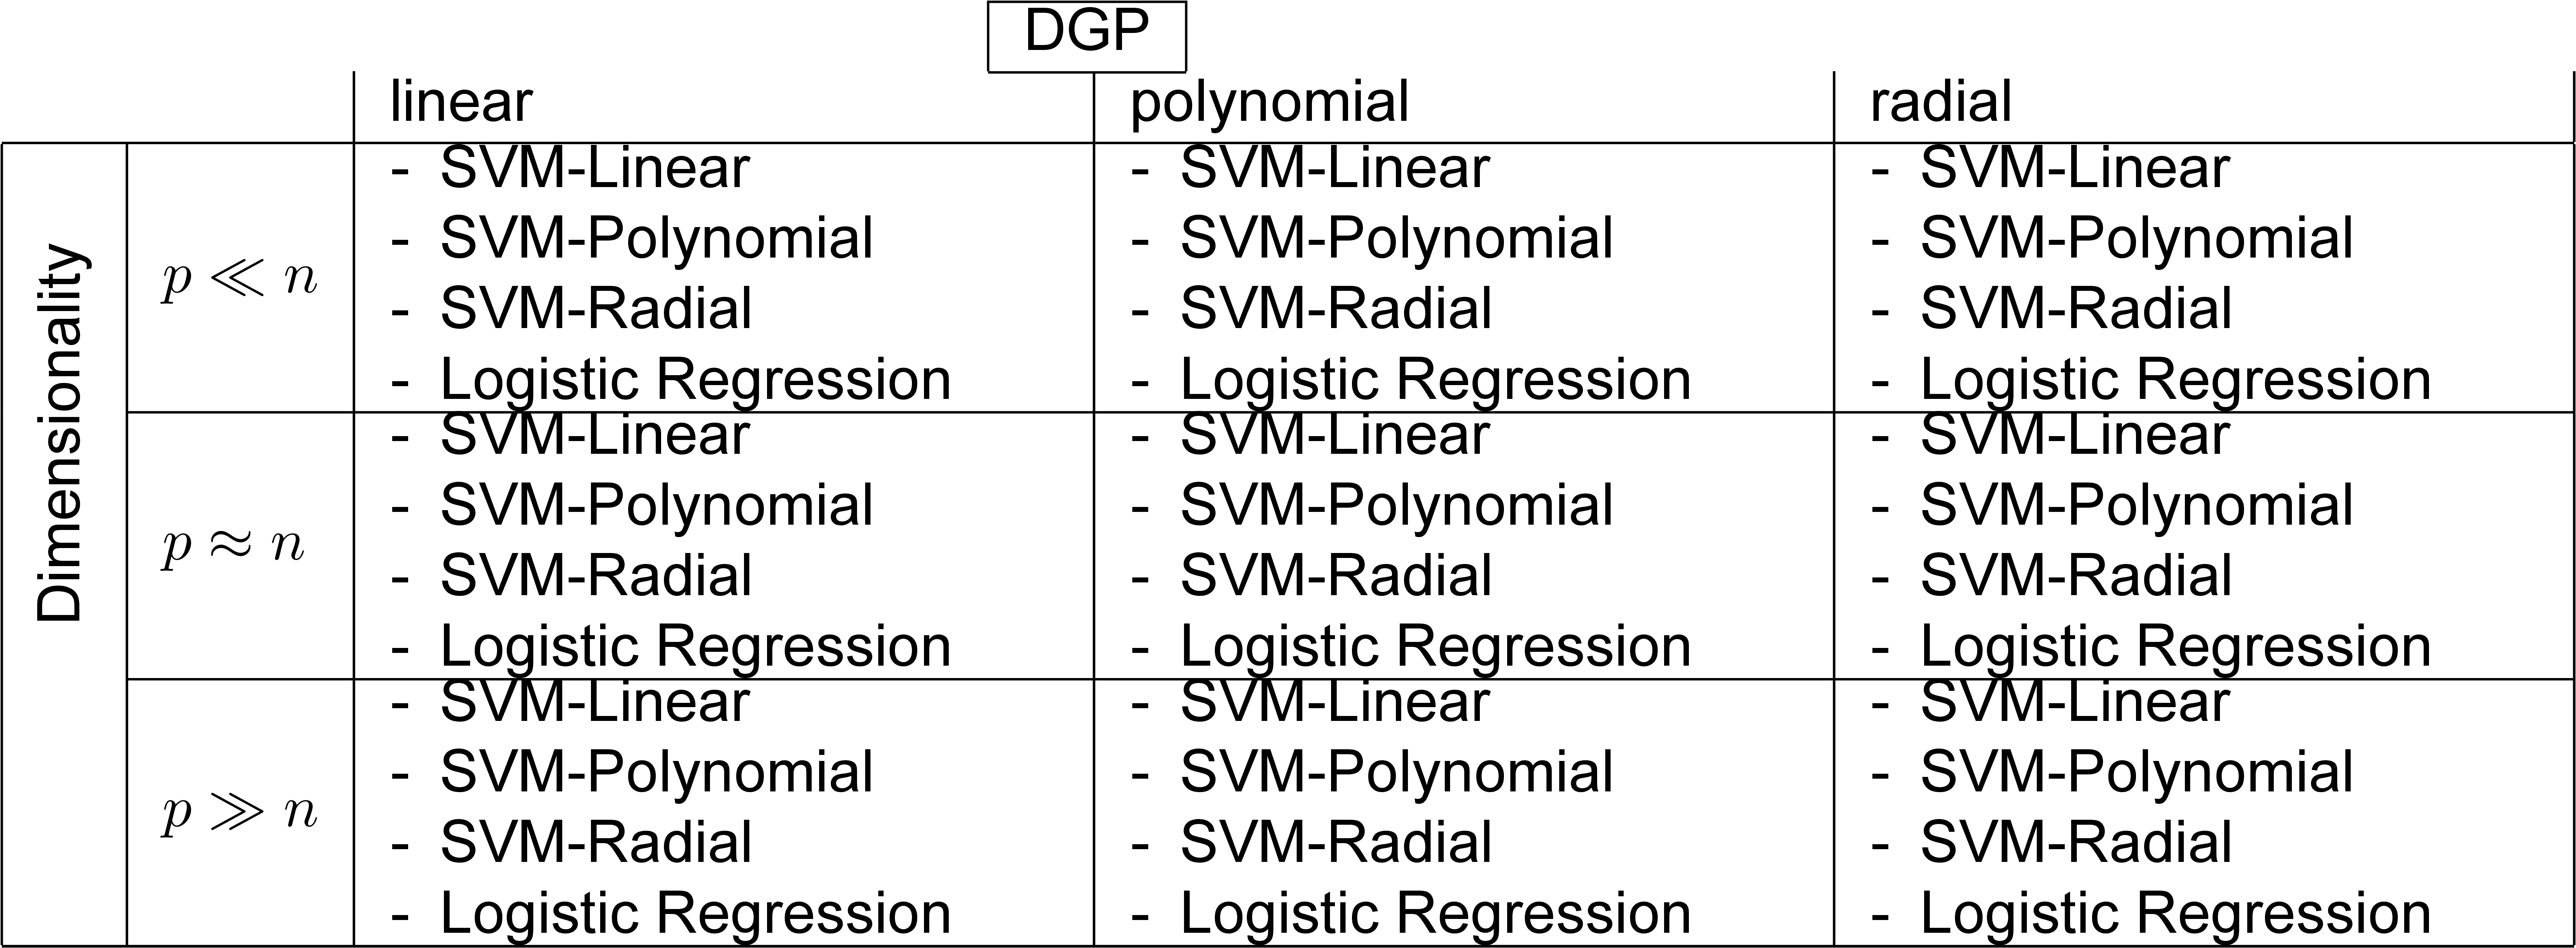 DGP
linear polynomial radial
Dimensionality
p ≪ n
- SVM-Linear - SVM-Linear - SVM-Linear
- SVM-Polynomial - SVM-Polynomial - SVM-Polynomial
- SVM-Radial - SVM-Radial - SVM-Radial
- Logistic Regression - Logistic Regression - Logistic Regression
p ≈ n
- SVM-Linear - SVM-Linear - SVM-Linear
- SVM-Polynomial - SVM-Polynomial - SVM-Polynomial
- SVM-Radial - SVM-Radial - SVM-Radial
- Logistic Regression - Logistic Regression - Logistic Regression
p ≫ n
- SVM-Linear - SVM-Linear - SVM-Linear
- SVM-Polynomial - SVM-Polynomial - SVM-Polynomial
- SVM-Radial - SVM-Radial - SVM-Radial
- Logistic Regression - Logistic Regression - Logistic Regression